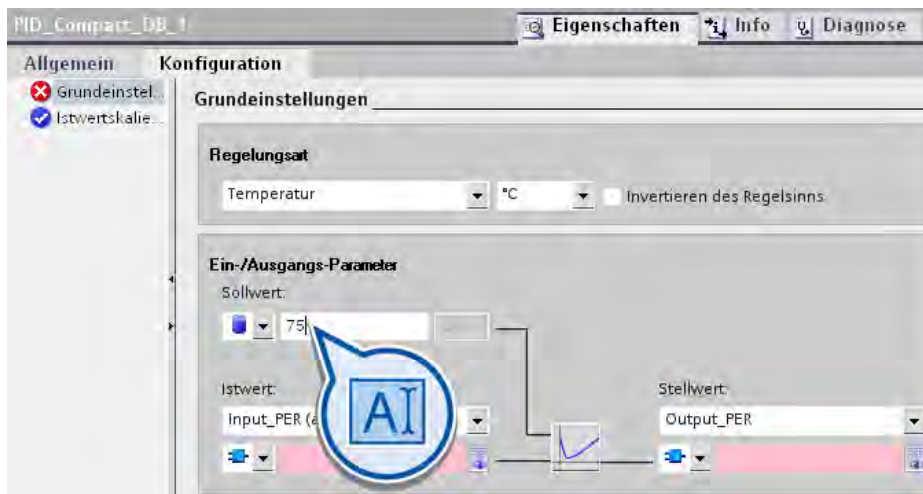 PID_Compact_DB_1
Eigenschaften Info Diagnose
Allgemein Konfiguration
Grundeinstel...
Istwertskalie...
Grundeinstellungen
Regelungsart
Temperatur °C Invertieren des Regelsinns
Ein-/Ausgangs-Parameter
Sollwert:
75
Istwert: Stellwert:
Input_PER (a Output_PER
A